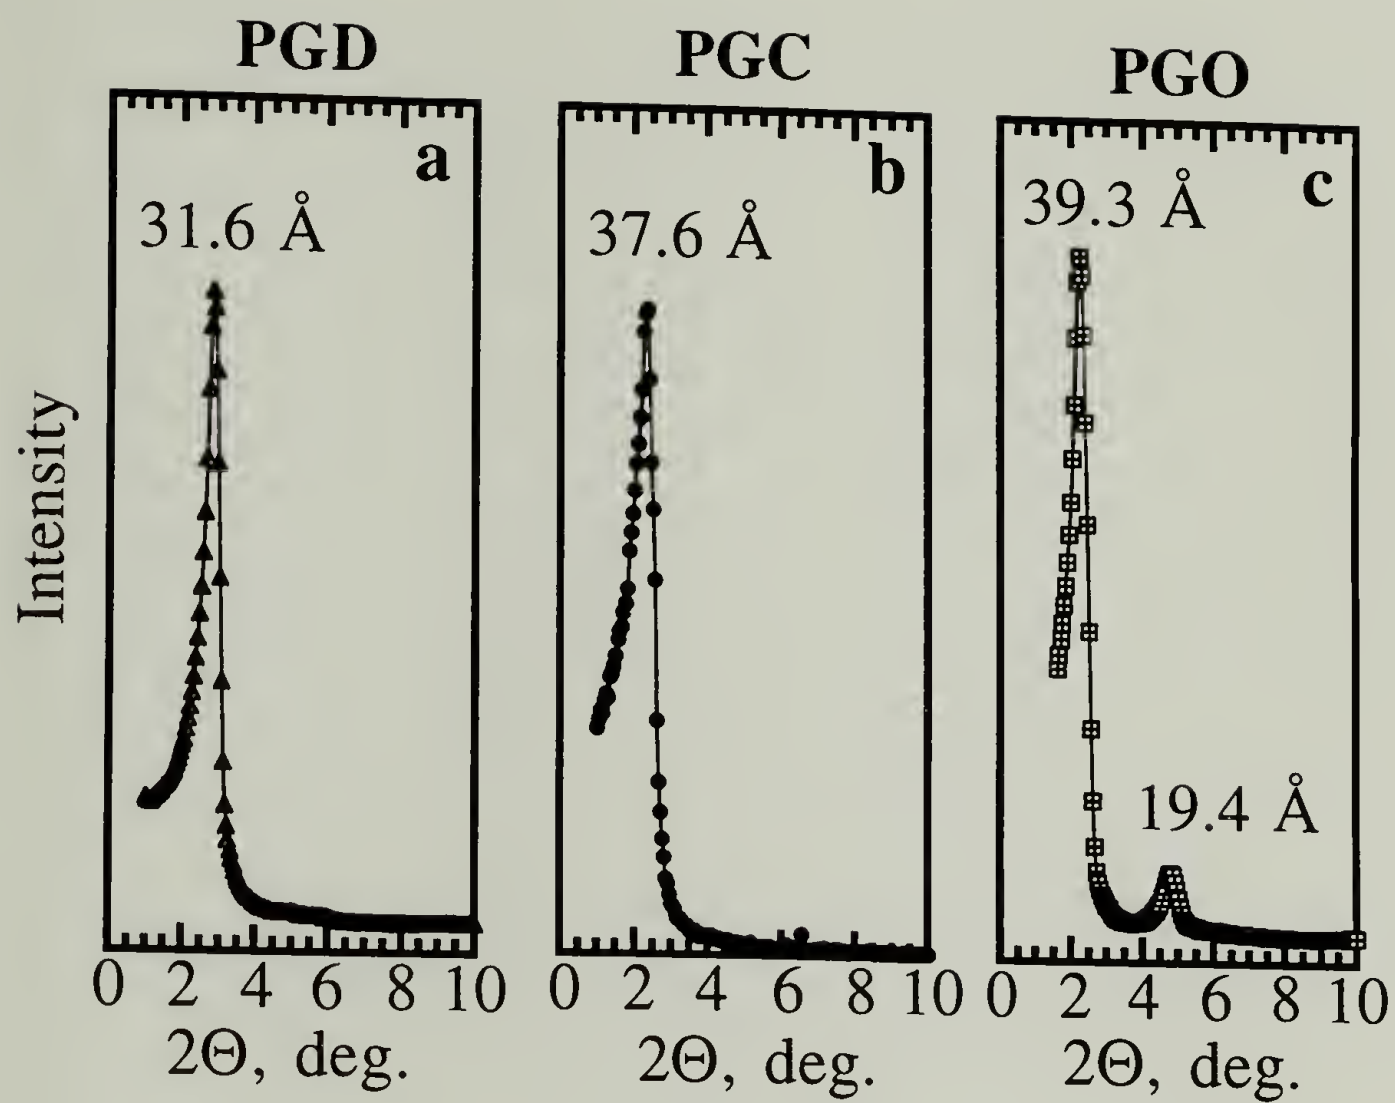 PGD
PGC
PGO
a
b
c
31.6 Å
37.6 Å
39.3 Å
19.4 Å
Intensity
0 2 4 6 8 10
0 2 4 6 8 10
0 2 4 6 8 10
2Θ, deg.
2Θ, deg.
2Θ, deg.